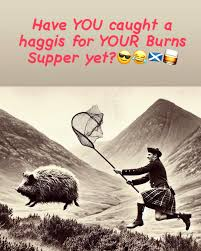 Have YOU caught a
haggis for YOUR Burns
Supper yet?😎😂🏴󠁧󠁢󠁳󠁣󠁴󠁿🥃